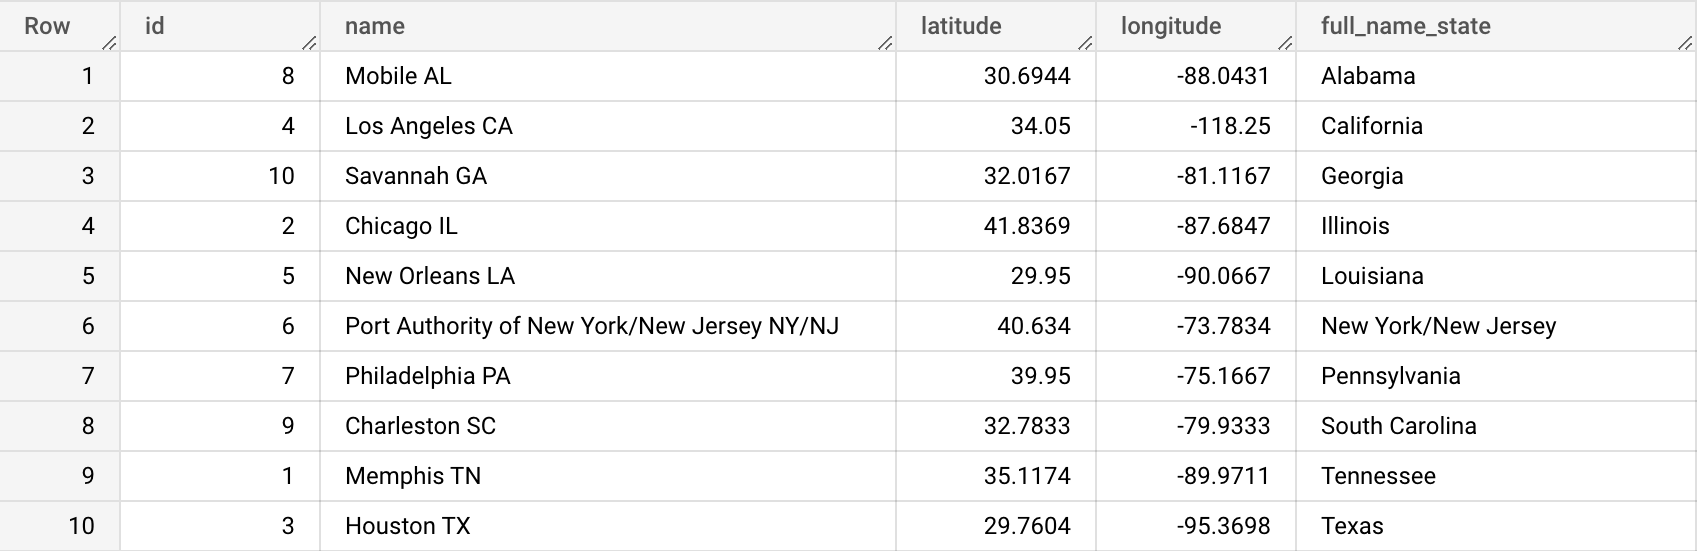 Row id name latitude longitude full_name_state
1 8 Mobile AL 30.6944 -88.0431 Alabama
2 4 Los Angeles CA 34.05 -118.25 California
3 10 Savannah GA 32.0167 -81.1167 Georgia
4 2 Chicago IL 41.8369 -87.6847 Illinois
5 5 New Orleans LA 29.95 -90.0667 Louisiana
6 6 Port Authority of New York/New Jersey NY/NJ 40.634 -73.7834 New York/New Jersey
7 7 Philadelphia PA 39.95 -75.1667 Pennsylvania
8 9 Charleston SC 32.7833 -79.9333 South Carolina
9 1 Memphis TN 35.1174 -89.9711 Tennessee
10 3 Houston TX 29.7604 -95.3698 Texas